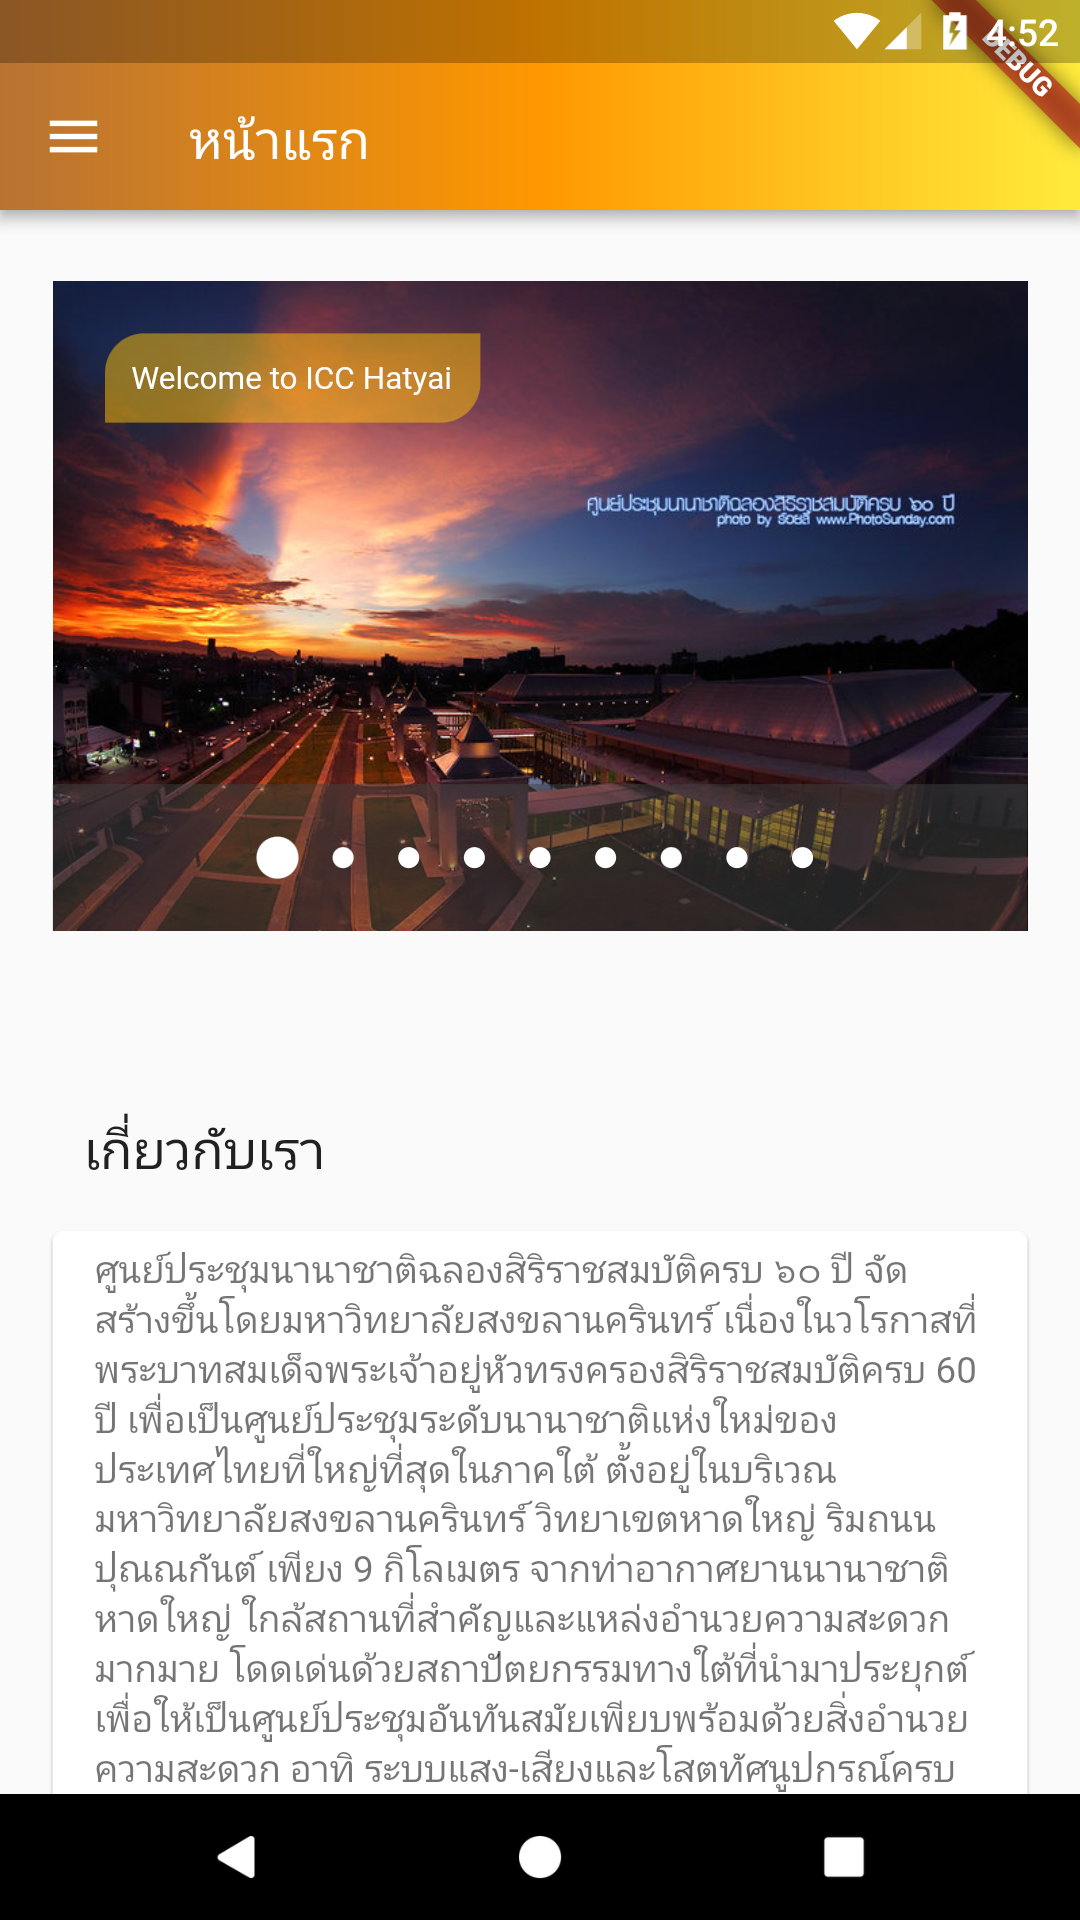 4:52
DEBUG
หน้าแรก
Welcome to ICC Hatyai
ศูนย์ประชุมนานาชาติฉลองสิริราชสมบัติครบ ๖๐ ปี
photo by ร้อยลี www.PhotoSunday.com
เกี่ยวกับเรา
ศูนย์ประชุมนานาชาติฉลองสิริราชสมบัติครบ ๖๐ ปี จัด
สร้างขึ้นโดยมหาวิทยาลัยสงขลานครินทร์ เนื่องในวโรกาสที่
พระบาทสมเด็จพระเจ้าอยู่หัวทรงครองสิริราชสมบัติครบ 60
ปี เพื่อเป็นศูนย์ประชุมระดับนานาชาติแห่งใหม่ของ
ประเทศไทยที่ใหญ่ที่สุดในภาคใต้ ตั้งอยู่ในบริเวณ
มหาวิทยาลัยสงขลานครินทร์ วิทยาเขตหาดใหญ่ ริมถนน
ปุณณกันต์ เพียง 9 กิโลเมตร จากท่าอากาศยานนานาชาติ
หาดใหญ่ ใกล้สถานที่สำคัญและแหล่งอำนวยความสะดวก
มากมาย โดดเด่นด้วยสถาปัตยกรรมทางใต้ที่นำมาประยุกต์
เพื่อให้เป็นศูนย์ประชุมอันทันสมัยเพียบพร้อมด้วยสิ่งอำนวย
ความสะดวก อาทิ ระบบแสง-เสียงและโสตทัศนูปกรณ์ครบ